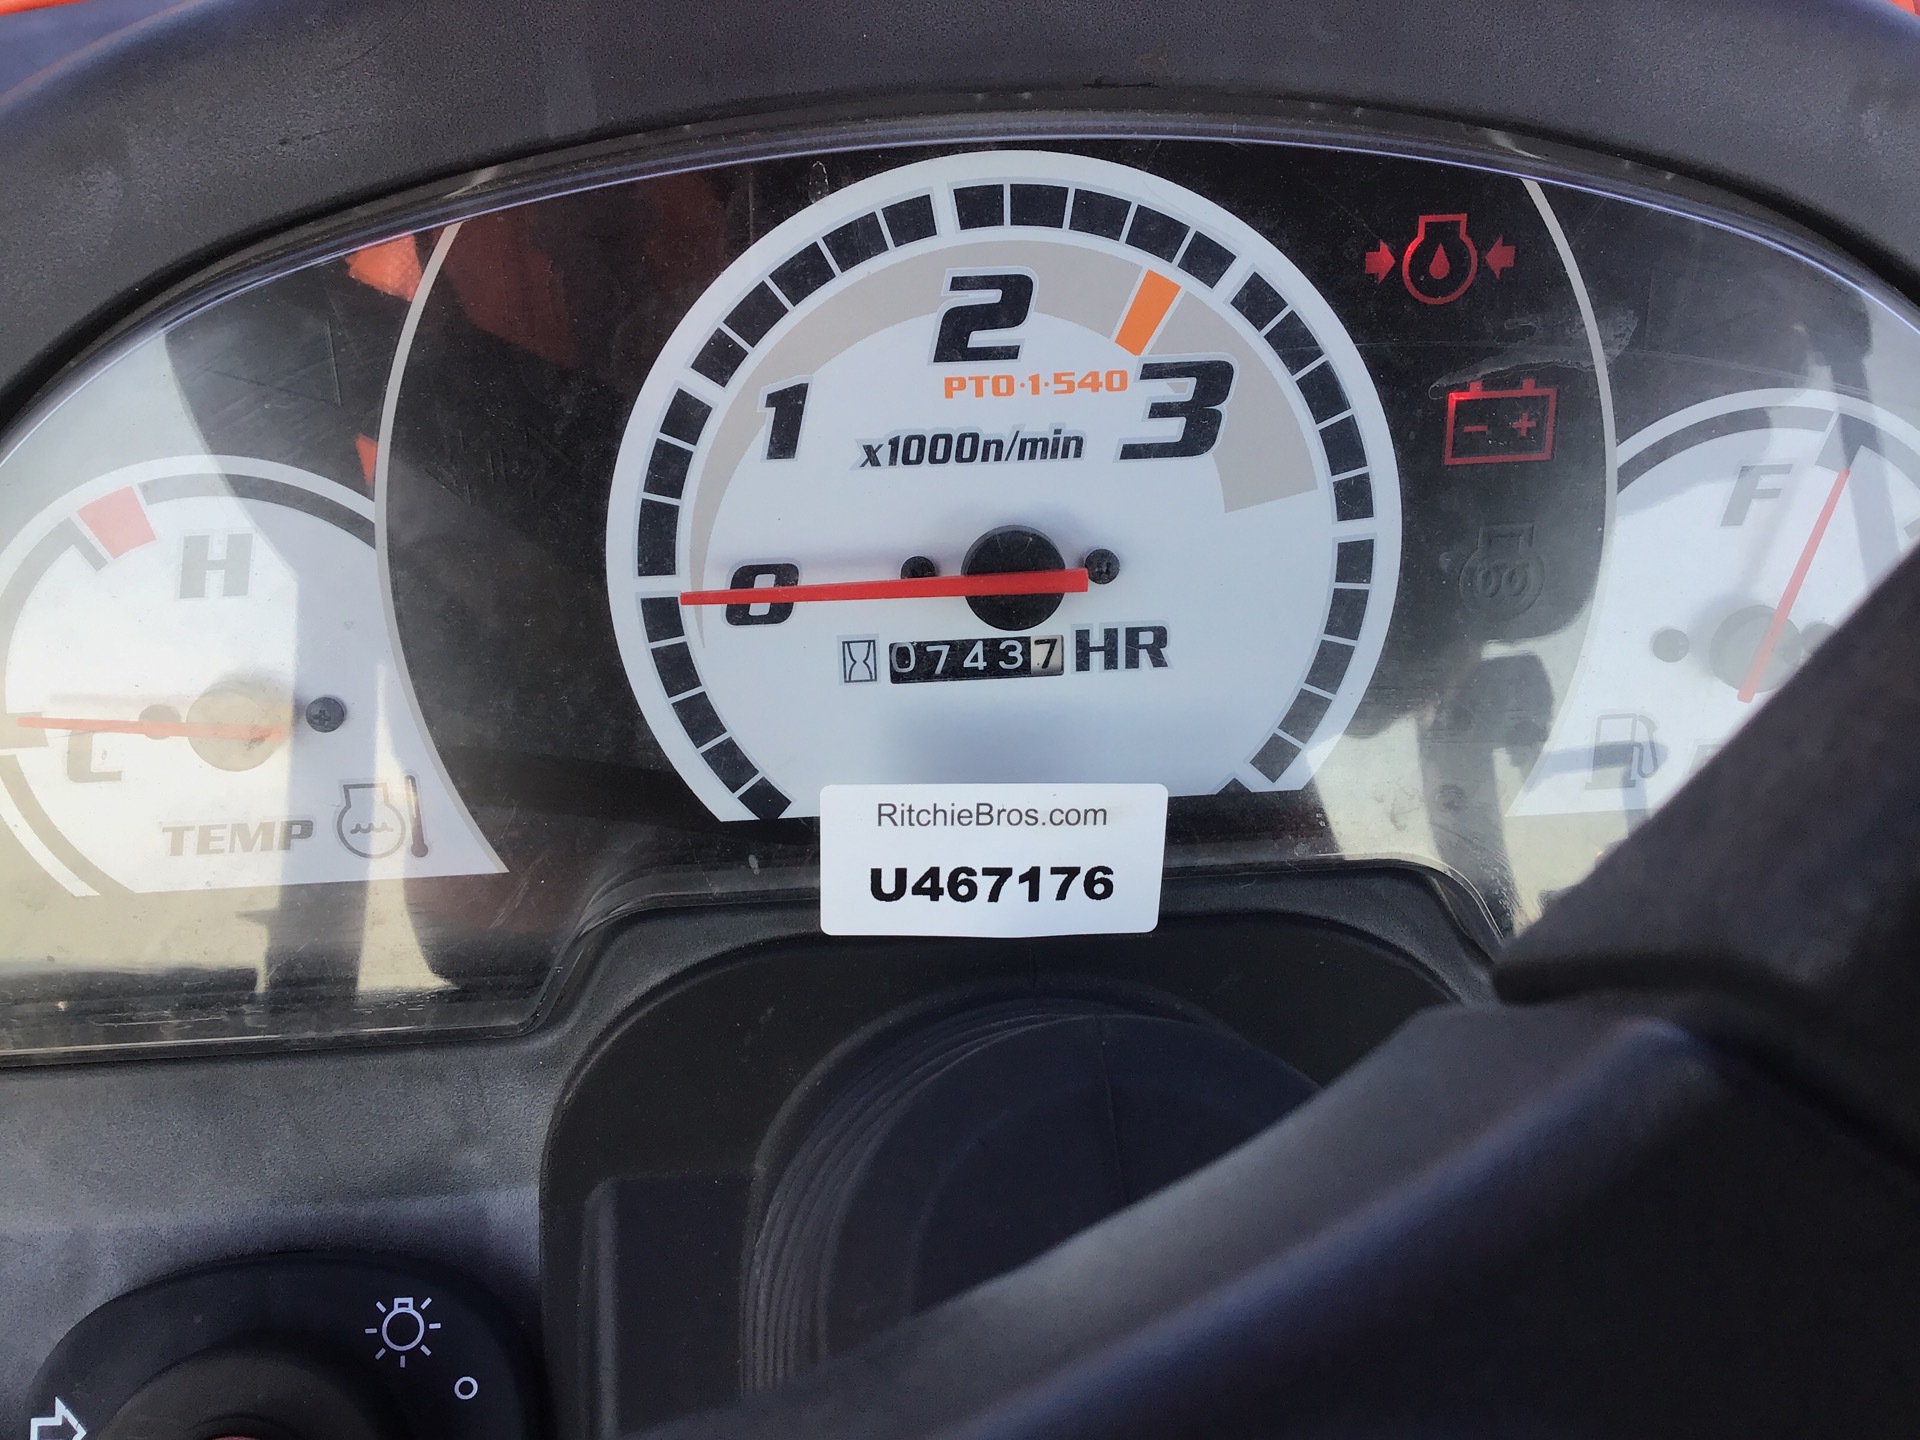 2
PTO·1·540
1
3
x1000n/min
F
H
0
07437 HR
L
TEMP
RitchieBros.com
U467176